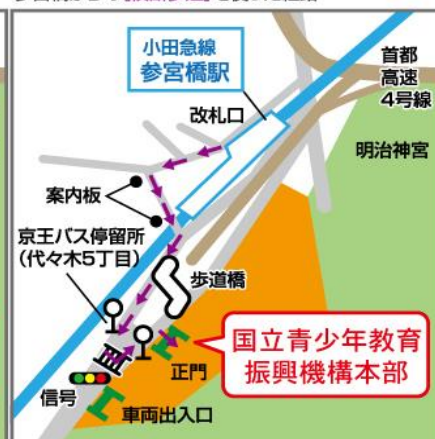 小田急線
参宮橋駅
首都
高速
4号線
改札口
明治神宮
案内板
京王バス停留所
(代々木5丁目)
歩道橋
国立青少年教育
振興機構本部
正門
信号
車両出入口